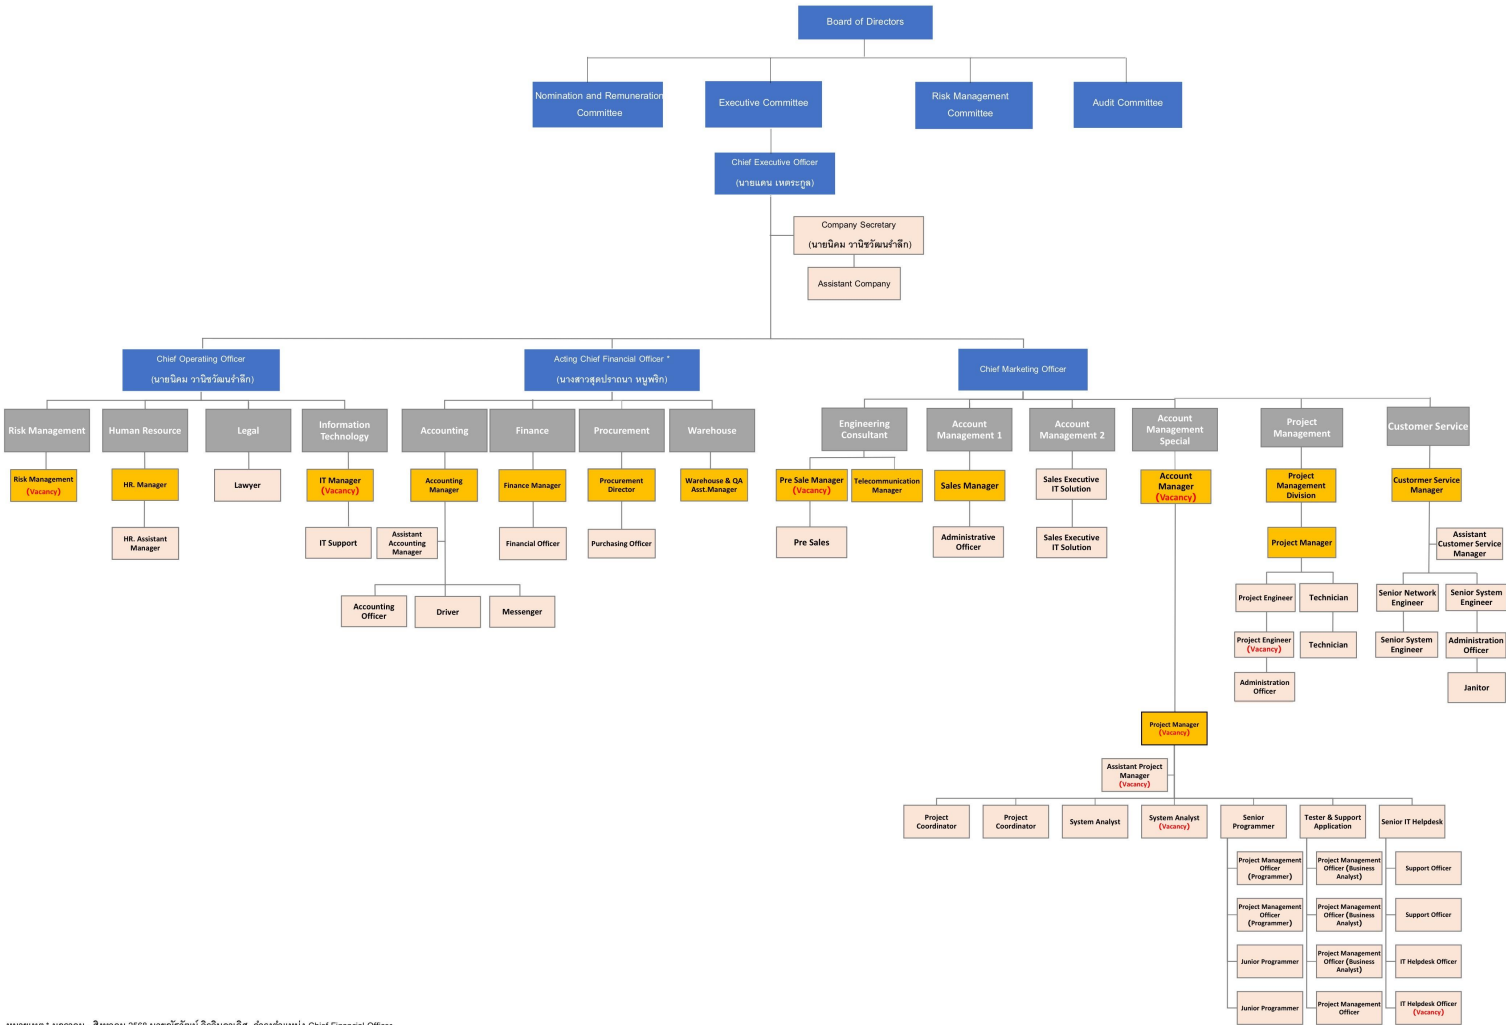 Board of Directors
Nomination and Remuneration
Committee
Executive Committee
Risk Management
Committee
Audit Committee
Chief Executive Officer
(นายแคน เหตระกูล)
Company Secretary
(นายนิคม วานิชวัฒนรำลึก)
Assistant Company
Chief Operatiing Officer
(นายนิคม วานิชวัฒนรำลึก)
Acting Chief Financial Officer *
(นางสาวสุดปราถนา หนูพริก)
Chief Marketing Officer
Risk Management
Human Resource
Legal
Information
Technology
Accounting
Finance
Procurement
Warehouse
Engineering
Consultant
Account
Management 1
Account
Management 2
Account
Management
Special
Project
Management
Customer Service
Risk Management
(Vacancy)
HR. Manager
Lawyer
IT Manager
(Vacancy)
Accounting
Manager
Finance Manager
Procurement
Director
Warehouse & QA
Asst.Manager
Pre Sale Manager
(Vacancy)
Telecommunication
Manager
Sales Manager
Sales Executive
IT Solution
Account
Manager
(Vacancy)
Project
Management
Division
Custormer Service
Manager
HR. Assistant
Manager
IT Support
Assistant
Accounting
Manager
Financial Officer
Purchasing Officer
Pre Sales
Administrative
Officer
Sales Executive
IT Solution
Project Manager
Assistant
Customer Service
Manager
Accounting
Officer
Driver
Messenger
Project Engineer
Technician
Senior Network
Engineer
Senior System
Engineer
Project Engineer
(Vacancy)
Technician
Senior System
Engineer
Administration
Officer
Administration
Officer
Janitor
Project Manager
(Vacancy)
Assistant Project
Manager
(Vacancy)
Project
Coordinator
Project
Coordinator
System Analyst
System Analyst
(Vacancy)
Senior
Programmer
Tester & Support
Application
Senior IT Helpdesk
Project Management
Officer
(Programmer)
Project Management
Officer (Business
Analyst)
Support Officer
Project Management
Officer
(Programmer)
Project Management
Officer (Business
Analyst)
Support Officer
Junior Programmer
Project Management
Officer (Business
Analyst)
IT Helpdesk Officer
Junior Programmer
Project Management
Officer
IT Helpdesk Officer
(Vacancy)
2568
Chief Financial Officer